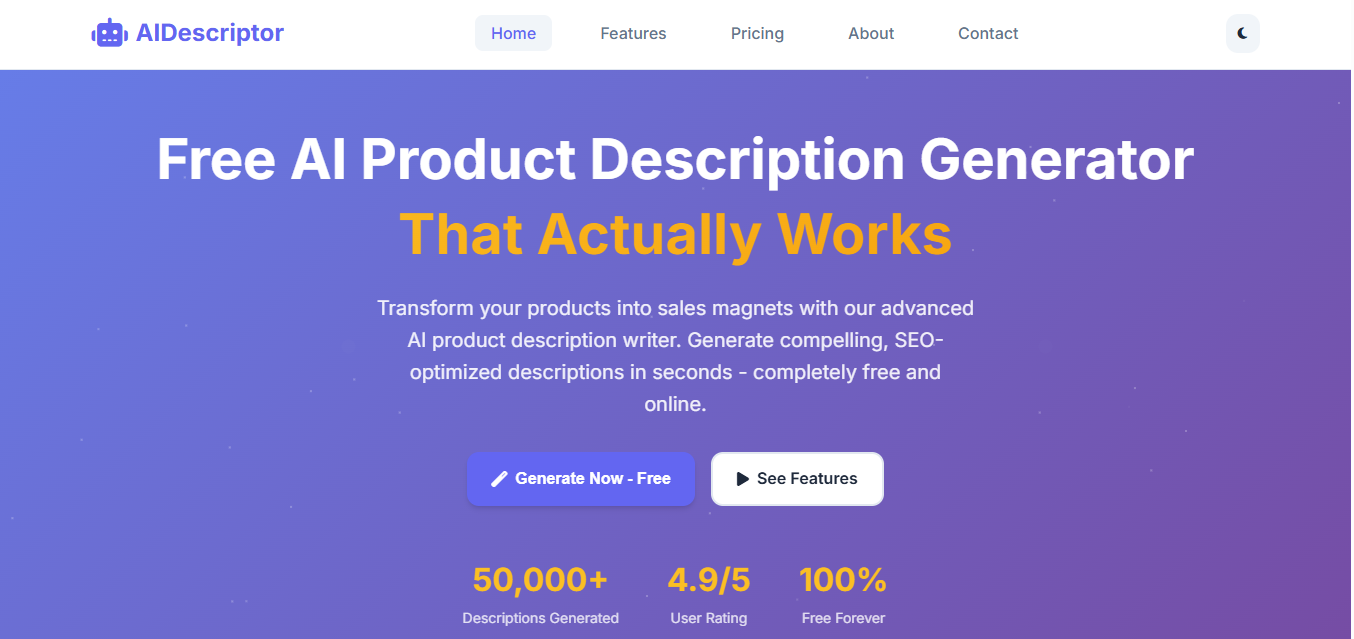 AIDescriptor
Home
Features
Pricing
About
Contact
Free AI Product Description Generator
That Actually Works
Transform your products into sales magnets with our advanced
AI product description writer. Generate compelling, SEO-
optimized descriptions in seconds - completely free and
online.
Generate Now - Free
See Features
50,000+
4.9/5
100%
Descriptions Generated
User Rating
Free Forever